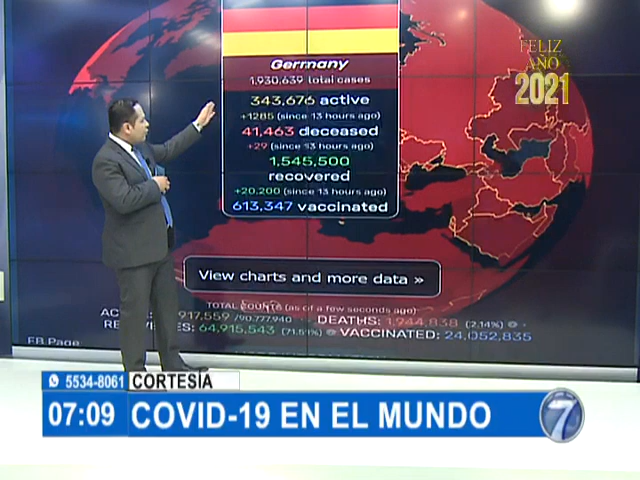 FELIZ
AÑO
2021
Germany
1,930,639 total cases
343,676 active
+1285 (since 13 hours ago)
41,463 deceased
+29 (since 13 hours ago)
1,545,500
recovered
+20,200 (since 13 hours ago)
613,347 vaccinated
View charts and more data »
TOTAL COUNTS (as of a few seconds ago)
917559 /90,777,940 DEATHS: 1,944,838 (2.14%)
64,915,543 (71.51%) VACCINATED: 24,052,835
FB Page
5534-8061 CORTESÍA
07:09 COVID-19 EN EL MUNDO 7